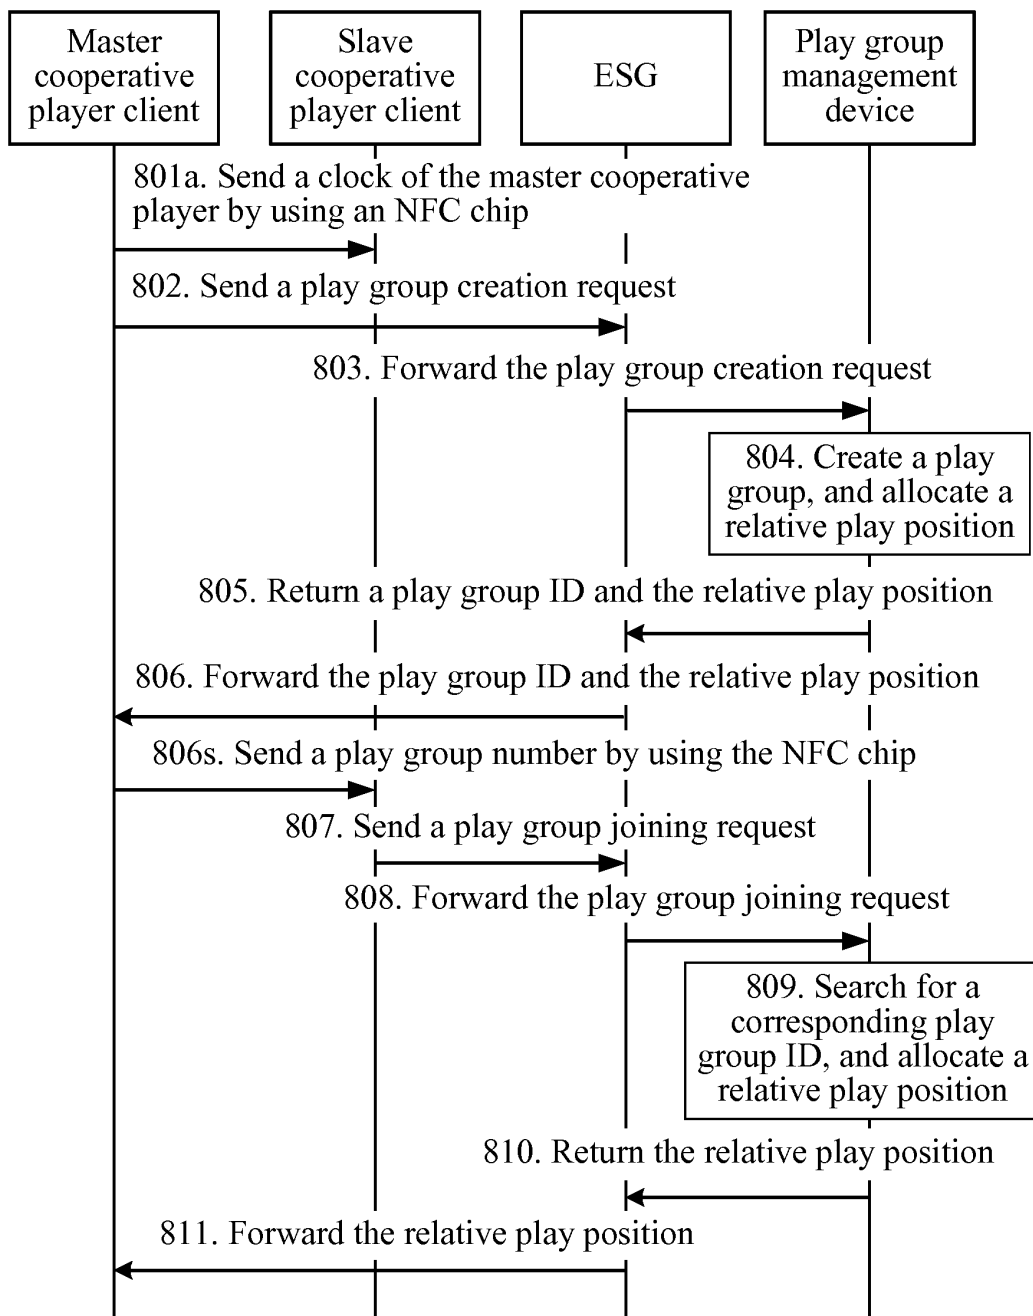 Master
cooperative
player client
Slave
cooperative
player client
ESG
Play group
management
device
801a. Send a clock of the master cooperative
player by using an NFC chip
802. Send a play group creation request
803. Forward the play group creation request
804. Create a play
group, and allocate a
relative play position
805. Return a play group ID and the relative play position
806. Forward the play group ID and the relative play position
806s. Send a play group number by using the NFC chip
807. Send a play group joining request
808. Forward the play group joining request
809. Search for a
corresponding play
group ID, and allocate a
relative play position
810. Return the relative play position
811. Forward the relative play position